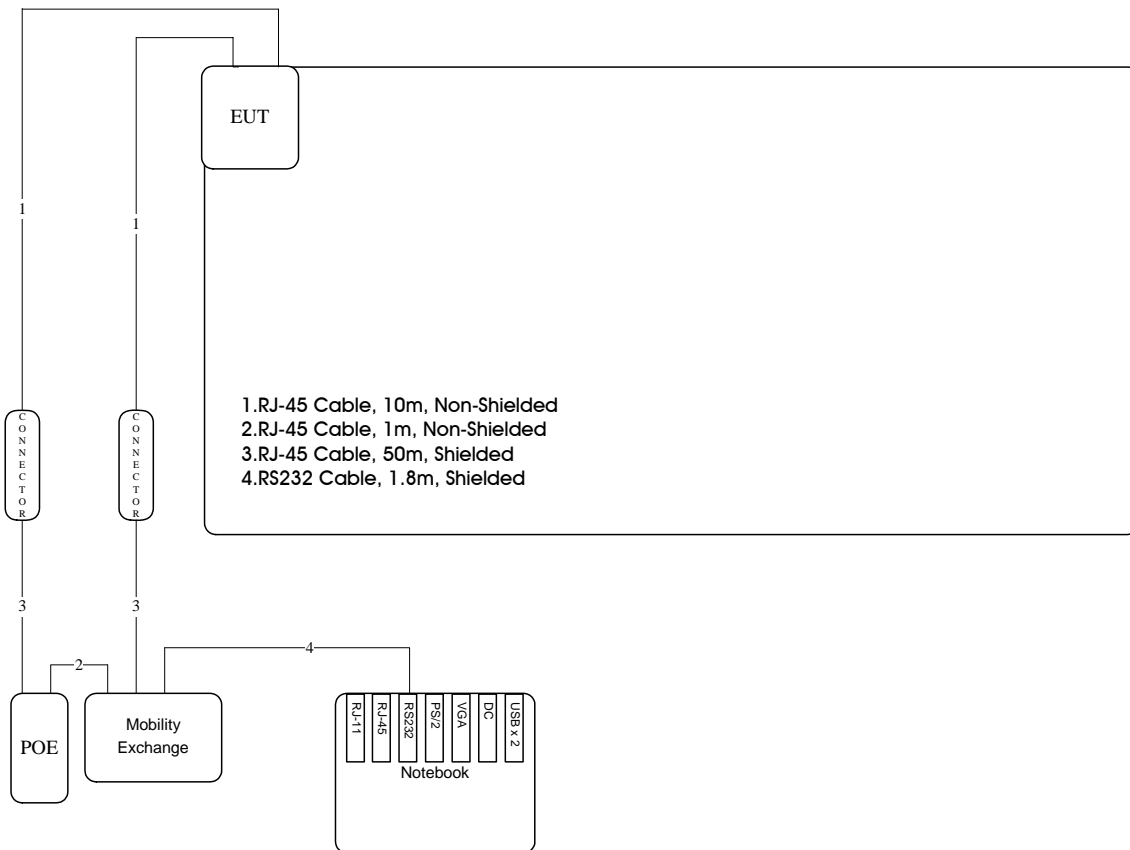 EUT
1
1
CONNECTOR
CONNECTOR
1.RJ-45 Cable, 10m, Non-Shielded
2.RJ-45 Cable, 1m, Non-Shielded
3.RJ-45 Cable, 50m, Shielded
4.RS232 Cable, 1.8m, Shielded
3
3
4
2
POE
Mobility
Exchange
RJ-11
RJ-45
RS232
PS/2
VGA
DC
USB x 2
Notebook